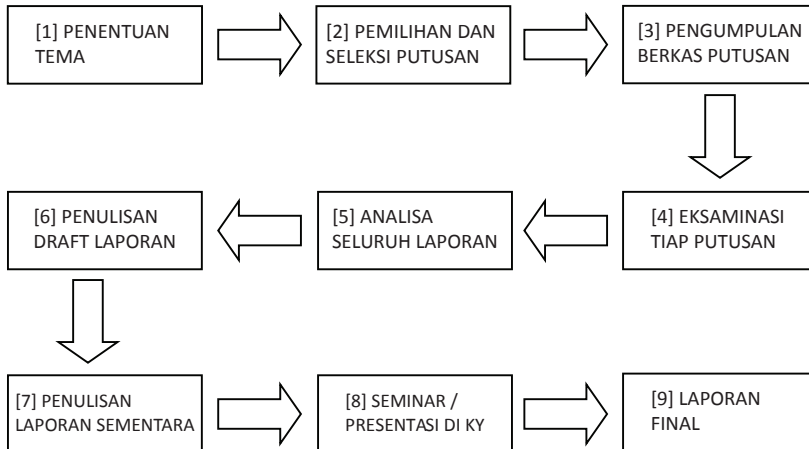 [1] PENENTUAN
TEMA
[2] PEMILIHAN DAN
SELEKSI PUTUSAN
[3] PENGUMPULAN
BERKAS PUTUSAN
[4] EKSAMINASI
TIAP PUTUSAN
[5] ANALISA
SELURUH LAPORAN
[6] PENULISAN
DRAFT LAPORAN
[7] PENULISAN
LAPORAN SEMENTARA
[8] SEMINAR /
PRESENTASI DI KY
[9] LAPORAN
FINAL